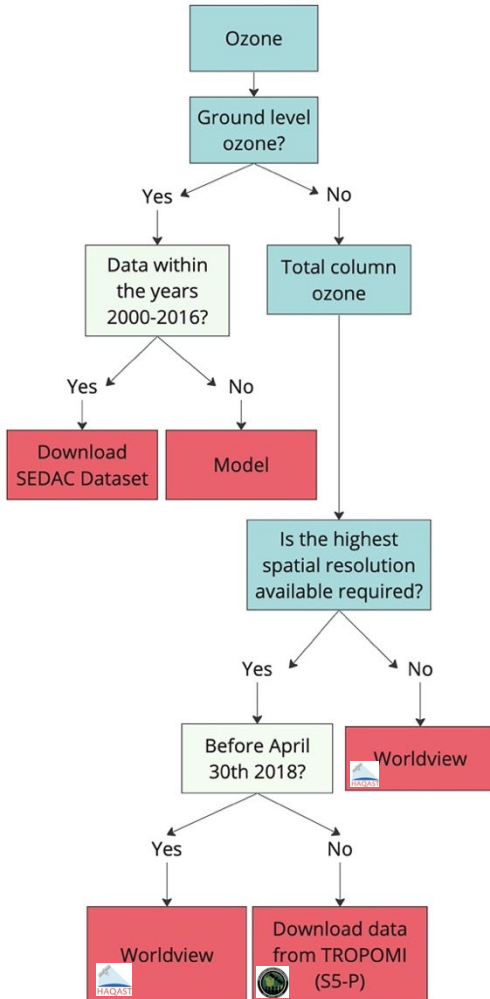 Ozone
Ground level
ozone?
Yes
No
Data within
the years
2000-2016?
Total column
ozone
Yes
No
Download
SEDAC Dataset
Model
Is the highest
spatial resolution
available required?
Yes
No
Before April
30th 2018?
Worldview
HAQAST
Yes
No
Worldview
HAQAST
Download data
from TROPOMI
(S5-P)